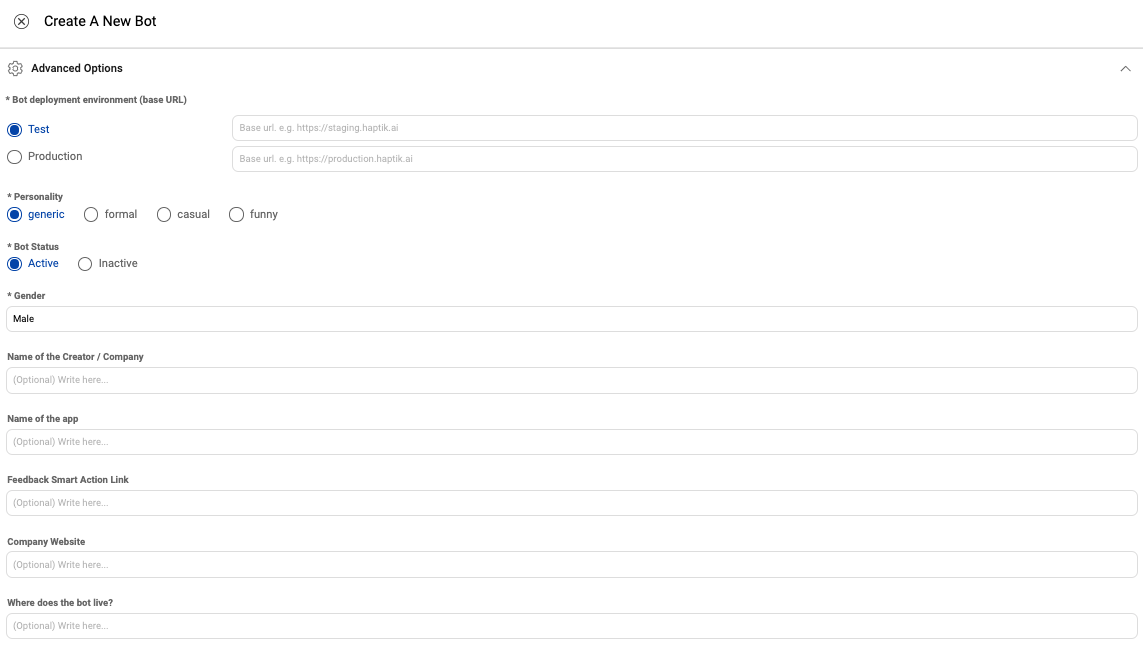 Create A New Bot
Advanced Options
* Bot deployment environment (base URL)
Test
Base url. e.g. https://staging.haptik.ai
Production
Base url. e.g. https://production.haptik.ai
* Personality
generic formal casual funny
* Bot Status
Active Inactive
* Gender
Male
Name of the Creator / Company
(Optional) Write here...
Name of the app
(Optional) Write here...
Feedback Smart Action Link
(Optional) Write here...
Company Website
(Optional) Write here...
Where does the bot live?
(Optional) Write here...